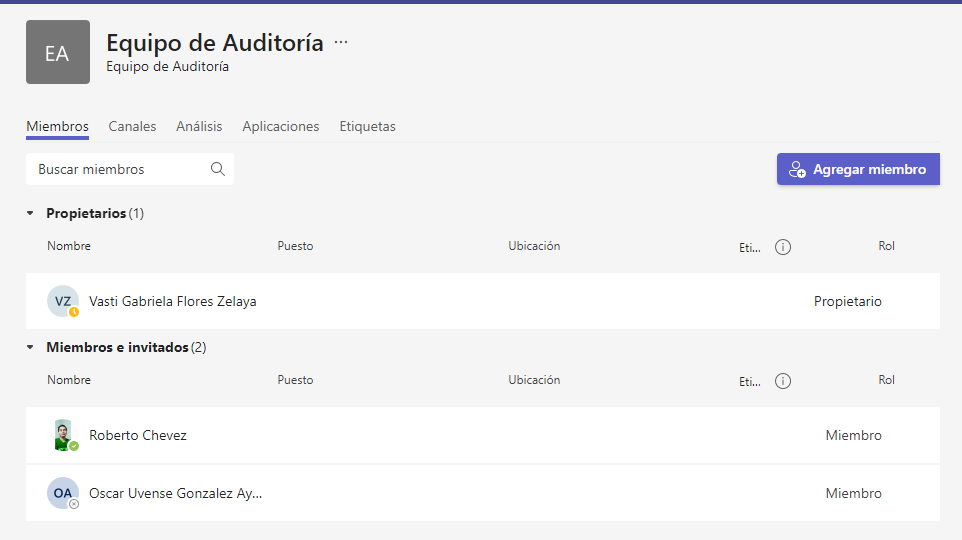 EA
Equipo de Auditoría ...
Equipo de Auditoría
Miembros Canales Análisis Aplicaciones Etiquetas
Buscar miembros
Agregar miembro
Propietarios (1)
Nombre Puesto Ubicación Eti... Rol
VZ Vasti Gabriela Flores Zelaya Propietario
Miembros e invitados (2)
Nombre Puesto Ubicación Eti... Rol
Roberto Chevez Miembro
OA Oscar Uvense Gonzalez Ay... Miembro